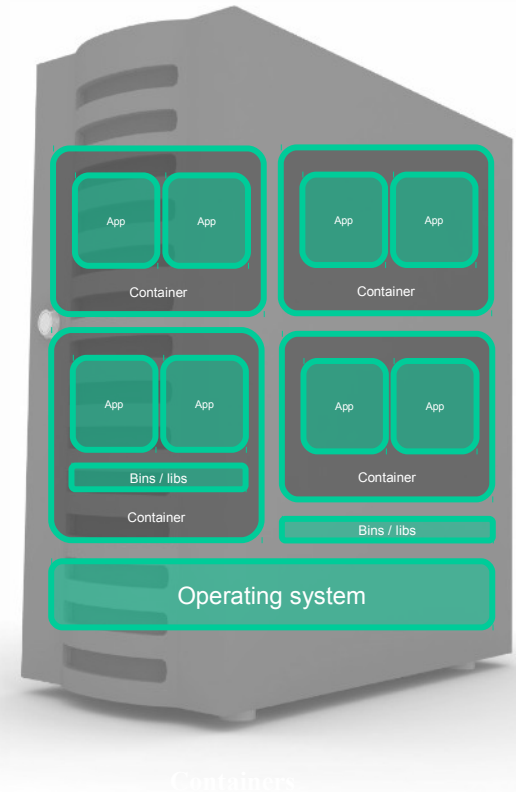 App App App App
Container Container
App App App App
Bins / libs Container
Container Bins / libs
Operating system
Containers